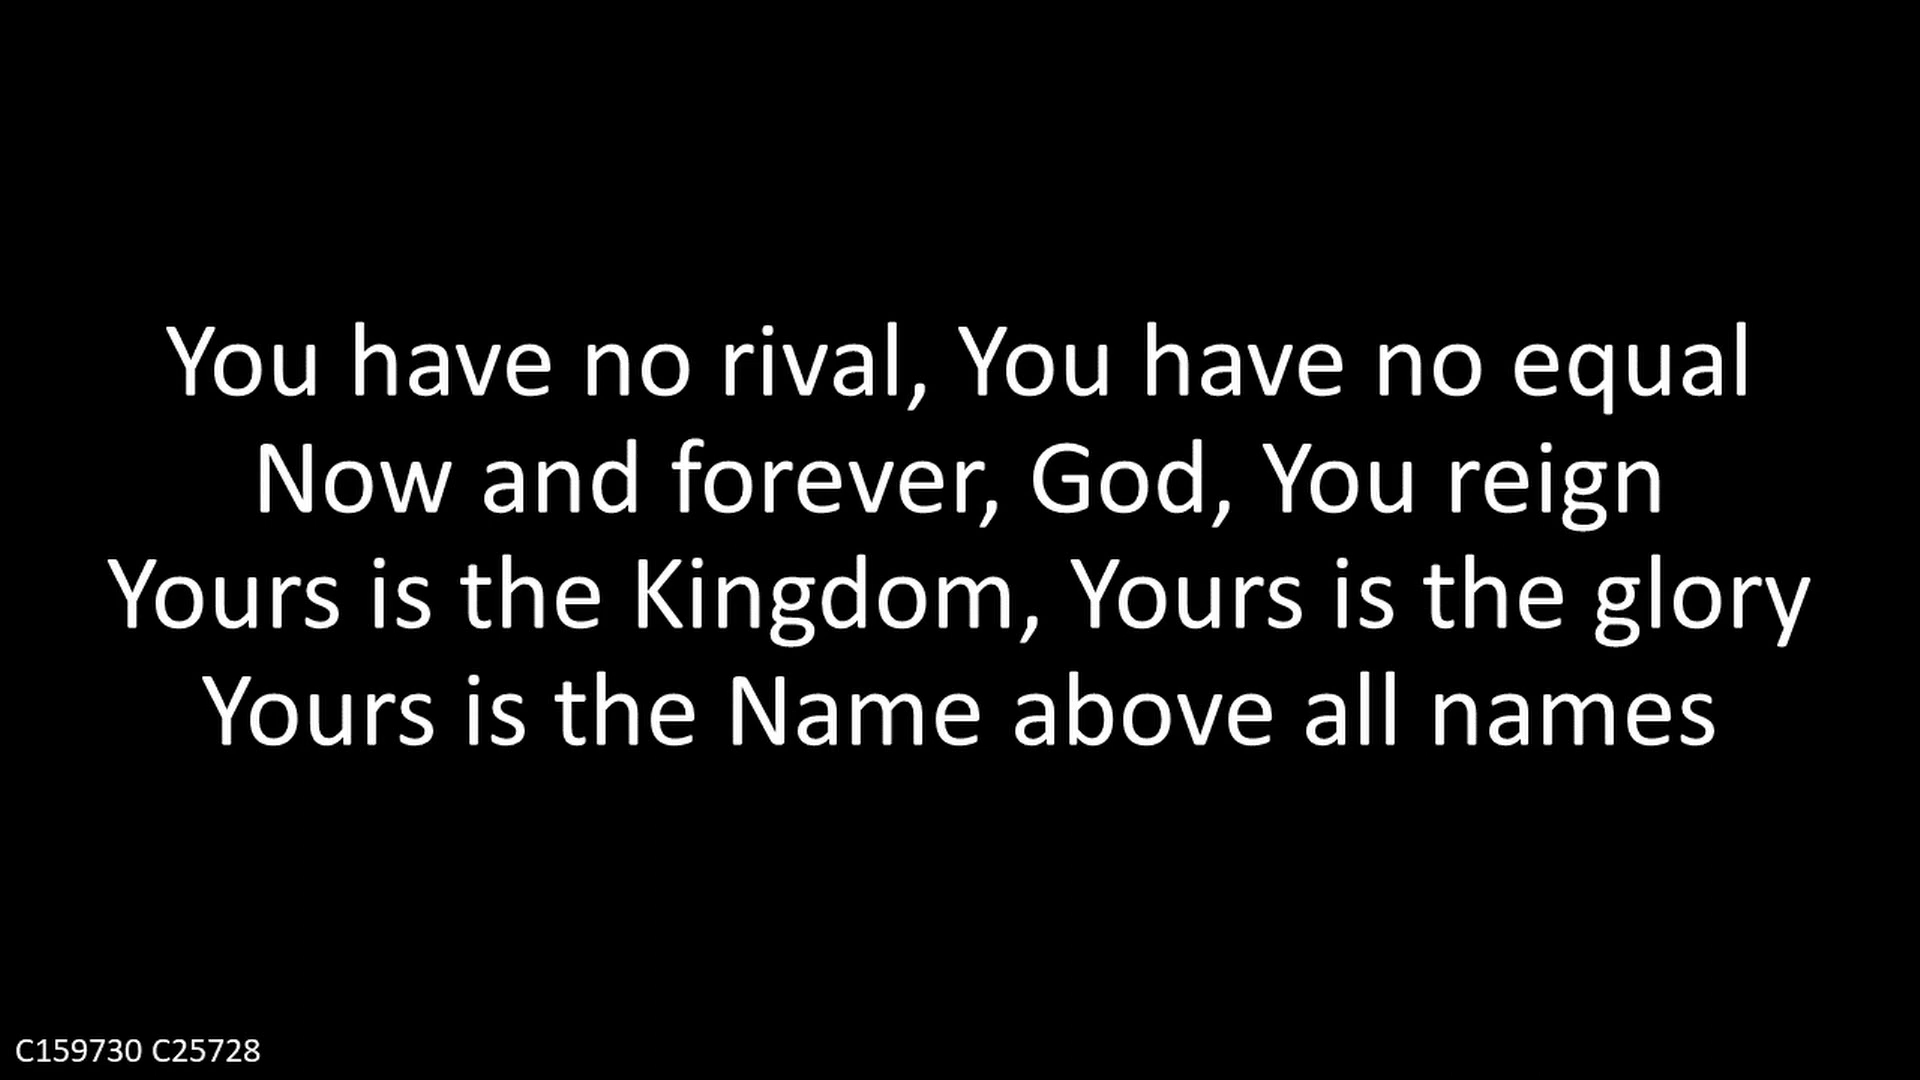 You have no rival, You have no equal
Now and forever, God, You reign
Yours is the Kingdom, Yours is the glory
Yours is the Name above all names
C159730 C25728